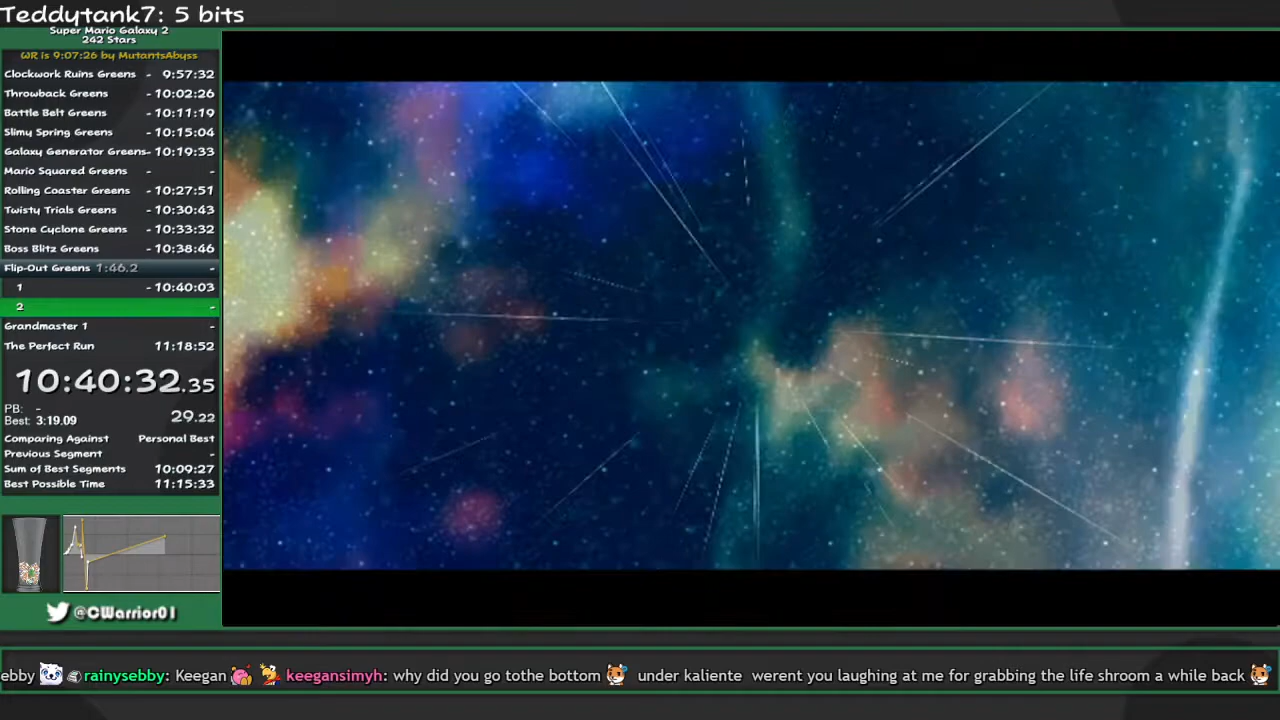 Teddytank7: 5 bits
Super Mario Galaxy 2
242 Stars
WR is 9:07:26 by MutantsAbyss
Clockwork Ruins Greens - 9:57:32
Throwback Greens - 10:02:26
Battle Belt Greens - 10:11:19
Slimy Spring Greens - 10:15:04
Galaxy Generator Greens - 10:19:33
Mario Squared Greens - -
Rolling Coaster Greens - 10:27:51
Twisty Trials Greens - 10:30:43
Stone Cyclone Greens - 10:33:32
Boss Blitz Greens - 10:38:46
Flip-Out Greens 1:46.2 -
1 - 10:40:03
2 -
Grandmaster 1 -
The Perfect Run 11:18:52
10:40:32.35
PB: -
Best: 3:19.09 29.22
Comparing Against Personal Best
Previous Segment -
Sum of Best Segments 10:09:27
Best Possible Time 11:15:33
@CWarrior01
ebby rainysebby: Keegan keegansimyh: why did you go tothe bottom under kaliente werent you laughing at me for grabbing the life shroom a while back